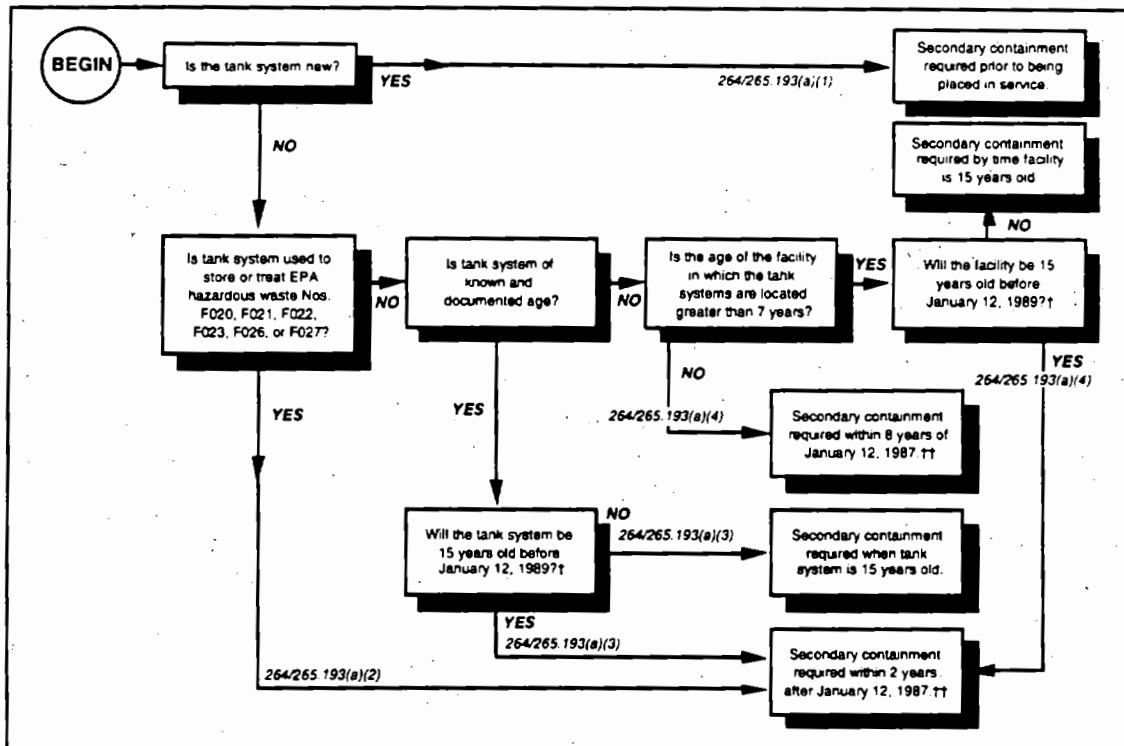 BEGIN
Is the tank system new?
YES
264/265.193(a)(1)
Secondary containment
required prior to being
placed in service.
NO
Secondary containment
required by time facility
is 15 years old
NO
Is tank system used to
store or treat EPA
hazardous waste Nos.
F020, F021, F022,
F023, F026, or F027?
NO
Is tank system of
known and
documented age?
NO
Is the age of the facility
in which the tank
systems are located
greater than 7 years?
YES
Will the facility be 15
years old before
January 12, 1989?†
YES
264/265.193(a)(4)
NO
264/265.193(a)(4)
Secondary containment
required within 8 years of
January 12, 1987.††
YES
YES
Will the tank system be
15 years old before
January 12, 1989?†
NO
264/265.193(a)(3)
Secondary containment
required when tank
system is 15 years old.
YES
264/265.193(a)(3)
264/265.193(a)(2)
Secondary containment
required within 2 years
after January 12, 1987.††